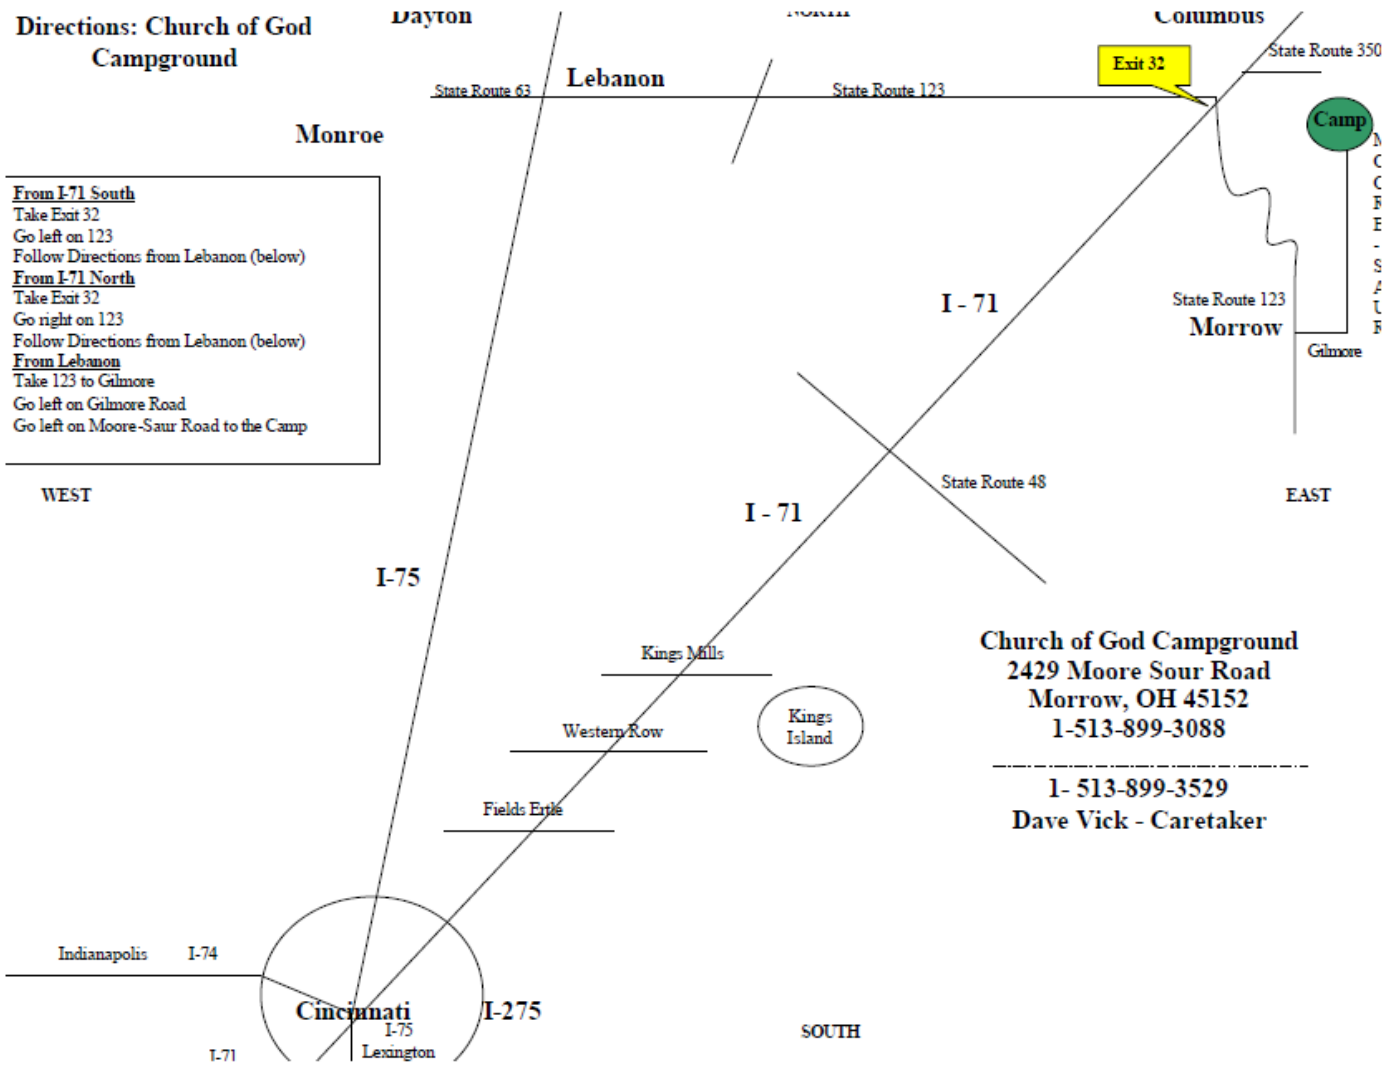 Directions: Church of God
Campground
Dayton
NORTH
Columbus
State Route 350
Exit 32
Lebanon
State Route 63
State Route 123
Camp
Monroe
From I-71 South
Take Exit 32
Go left on 123
Follow Directions from Lebanon (below)
From I-71 North
Take Exit 32
Go right on 123
Follow Directions from Lebanon (below)
From Lebanon
Take 123 to Gilmore
Go left on Gilmore Road
Go left on Moore-Saur Road to the Camp
I - 71
State Route 123
Morrow
Gilmore
WEST
State Route 48
EAST
I - 71
I-75
Kings Mills
Kings
Island
Western Row
Fields Ertle
Church of God Campground
2429 Moore Sour Road
Morrow, OH 45152
1-513-899-3088
1- 513-899-3529
Dave Vick - Caretaker
Indianapolis I-74
Cincinnati
I-275
I-75
Lexington
I-71
SOUTH